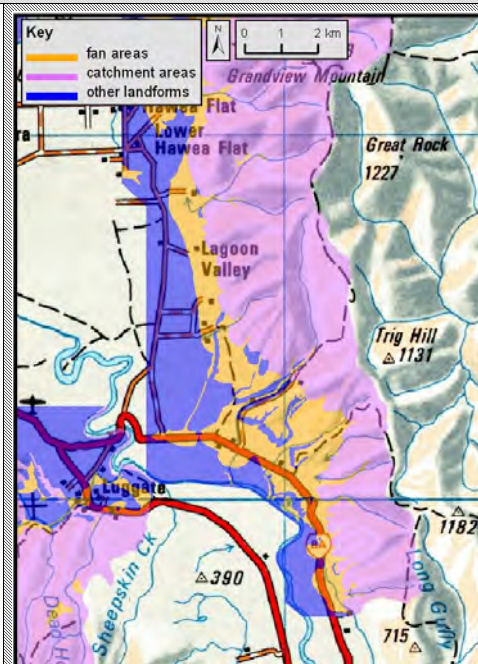 Key
fan areas
catchment areas
other landforms
N
0 1 2 km
Grandview Mountain
Hawea Flat
Lower
Hawea Flat
Great Rock
1227
Lagoon
Valley
Trig Hill
1131
Luggate
1182
Sheepskin Ck
390
Long Gully
715